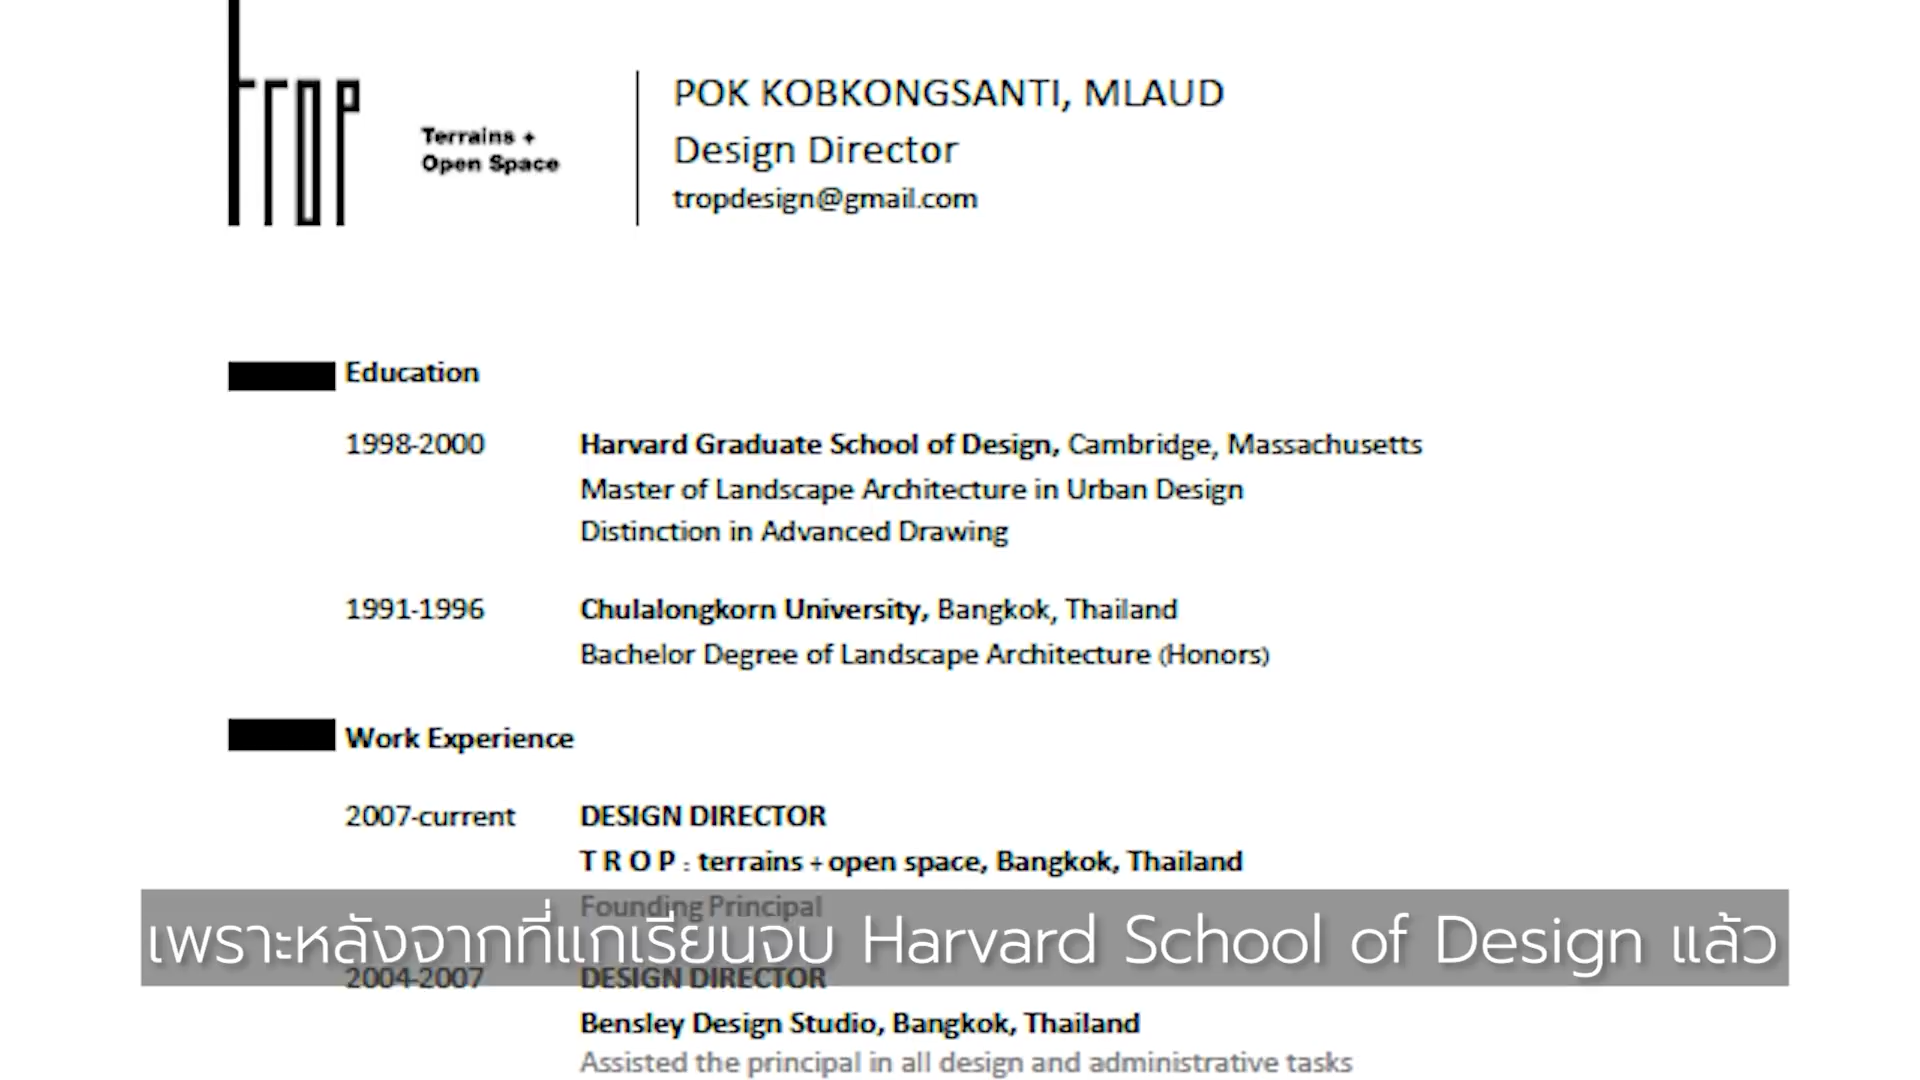 trop
Terrains +
Open Space
POK KOBKONGSANTI, MLAUD
Design Director
tropdesign@gmail.com
Education
1998-2000 Harvard Graduate School of Design, Cambridge, Massachusetts
Master of Landscape Architecture in Urban Design
Distinction in Advanced Drawing
1991-1996 Chulalongkorn University, Bangkok, Thailand
Bachelor Degree of Landscape Architecture (Honors)
Work Experience
2007-current DESIGN DIRECTOR
T R O P : terrains + open space, Bangkok, Thailand
Founding Principal
เพราะหลังจากที่แกเรียนจบ Harvard School of Design แล้ว
2004-2007 DESIGN DIRECTOR
Bensley Design Studio, Bangkok, Thailand
Assisted the principal in all design and administrative tasks